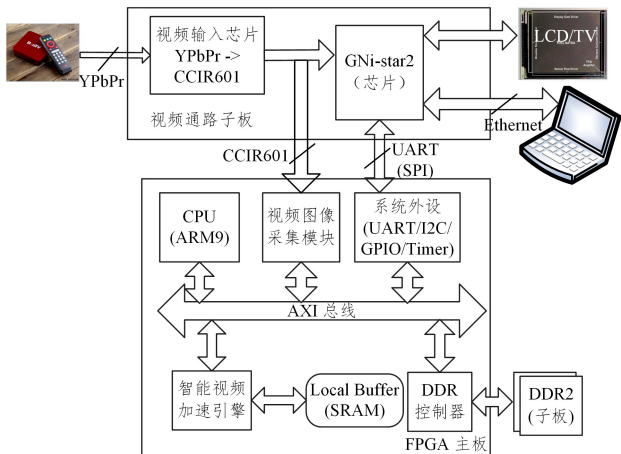 YPbPr
视频输入芯片
YPbPr ->
CCIR601
GNi-star2
(芯片)
LCD/TV
视频通路子板
Ethernet
CCIR601
UART
(SPI)
CPU
(ARM9)
视频图像
采集模块
系统外设
(UART/I2C/
GPIO/Timer)
AXI 总线
智能视频
加速引擎
Local Buffer
(SRAM)
DDR
控制器
DDR2
(子板)
FPGA 主板